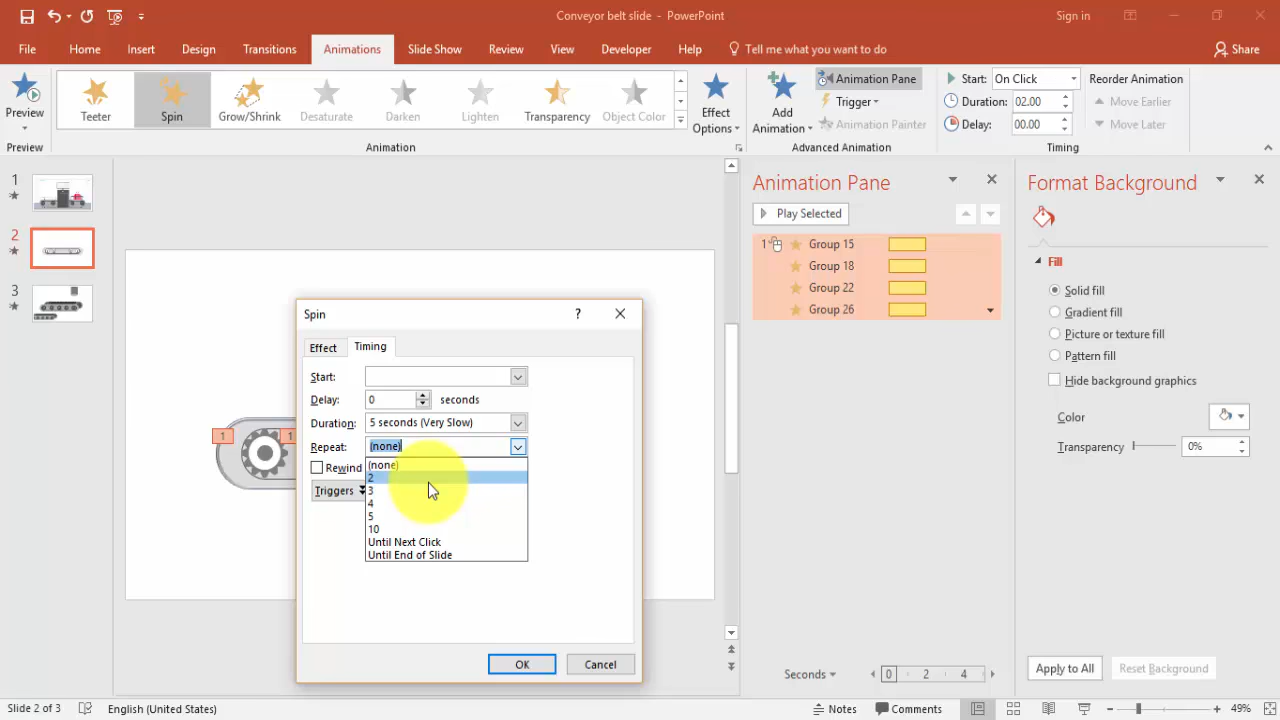 Conveyor belt slide - PowerPoint
Sign in
File
Home
Insert
Design
Transitions
Animations
Slide Show
Review
View
Developer
Help
Tell me what you want to do
Share
Preview
Teeter
Spin
Grow/Shrink
Desaturate
Darken
Lighten
Transparency
Object Color
Effect
Options
Add
Animation
Animation Pane
Trigger
Animation Painter
Start: On Click
Duration: 02.00
Delay: 00.00
Reorder Animation
Move Earlier
Move Later
Preview
Animation
Advanced Animation
Timing
1
2
3
1
1
Spin
?
Effect
Timing
Start:
Delay: 0 seconds
Duration: 5 seconds (Very Slow)
Repeat: (none)
Rewind
(none)
2
3
4
5
10
Until Next Click
Until End of Slide
Triggers
OK
Cancel
Animation Pane
Play Selected
1
Group 15
Group 18
Group 22
Group 26
Seconds
0 2 4
Format Background
Fill
Solid fill
Gradient fill
Picture or texture fill
Pattern fill
Hide background graphics
Color
Transparency 0%
Apply to All
Reset Background
Slide 2 of 3
English (United States)
Notes
Comments
49%